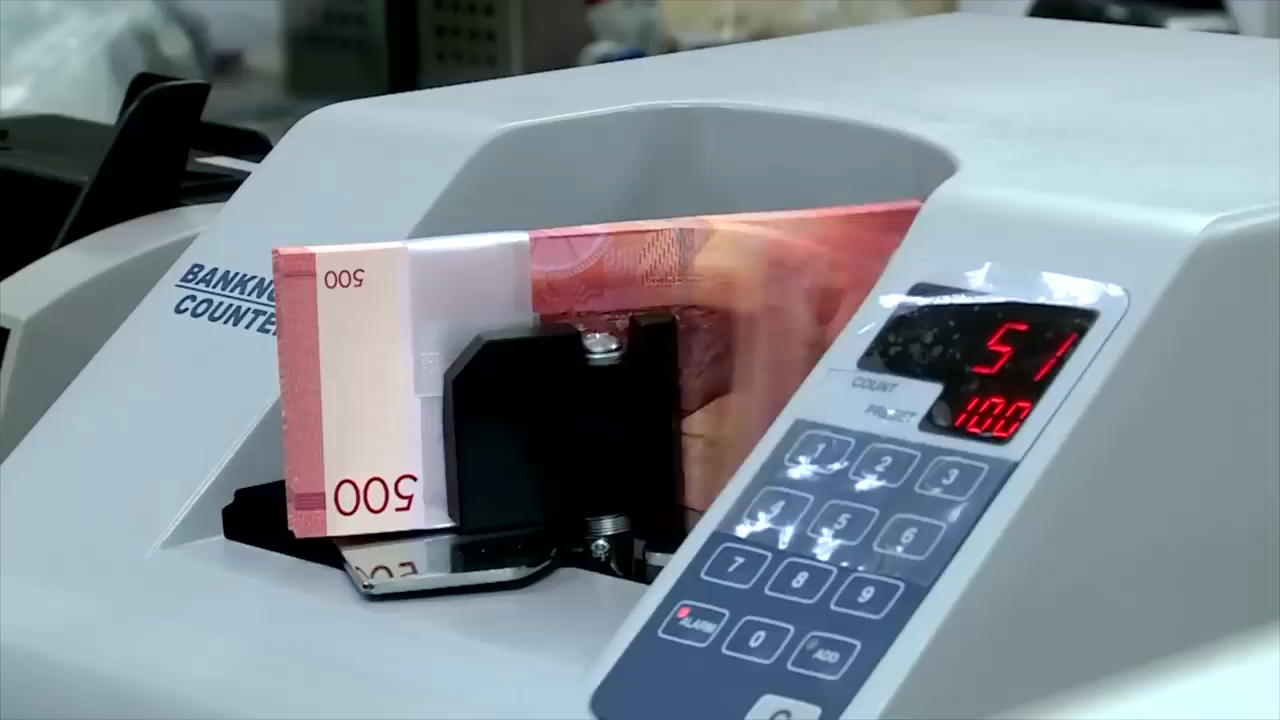 BANKN
COUNTE
500
500
51
COUNT
PRESET
100
1 2 3
4 5 6
7 8 9
ALARM 0 ADD
C